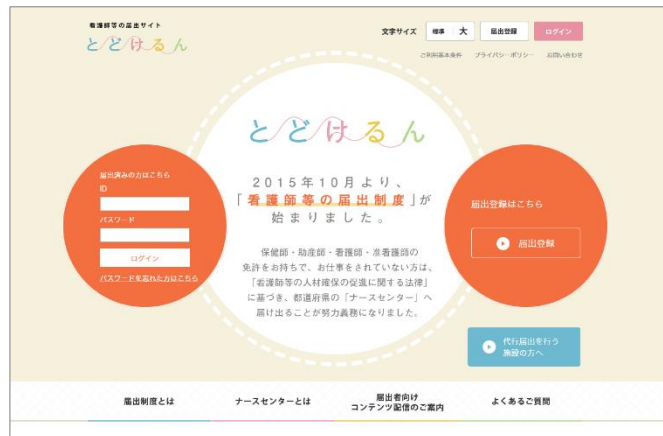 看護師等の届出サイト
とどけるん
文字サイズ 標準 大 届出登録 ログイン
ご利用基本条件 プライバシーポリシー お問い合わせ
とどけるん
2015年10月より、
「看護師等の届出制度」が
始まりました。
保健師・助産師・看護師・准看護師の
免許をお持ちで、お仕事をされていない方は、
「看護師等の人材確保の促進に関する法律」
に基づき、都道府県の「ナースセンター」へ
届け出ることが努力義務になりました。
届出済みの方はこちら
ID
パスワード
ログイン
パスワードを忘れた方はこちら
届出登録はこちら
届出登録
代行届出を行う
施設の方へ
届出制度とは
ナースセンターとは
届出者向け
コンテンツ配信のご案内
よくあるご質問